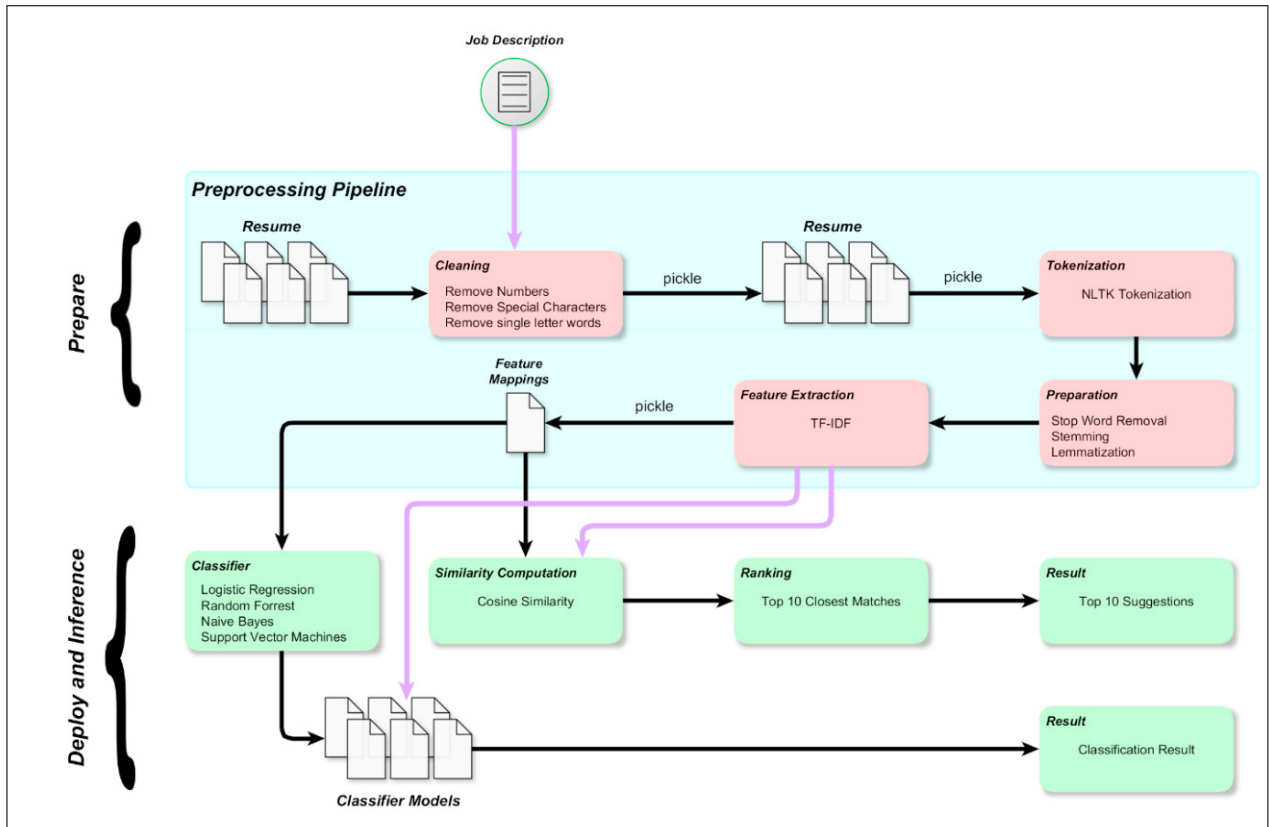 Job Description
Preprocessing Pipeline
Prepare
Resume
Cleaning
Remove Numbers
Remove Special Characters
Remove single letter words
pickle
Resume
pickle
Tokenization
NLTK Tokenization
Feature
Mappings
pickle
Feature Extraction
TF-IDF
Preparation
Stop Word Removal
Stemming
Lemmatization
Deploy and Inference
Classifier
Logistic Regression
Random Forrest
Naive Bayes
Support Vector Machines
Similarity Computation
Cosine Similarity
Ranking
Top 10 Closest Matches
Result
Top 10 Suggestions
Classifier Models
Result
Classification Result